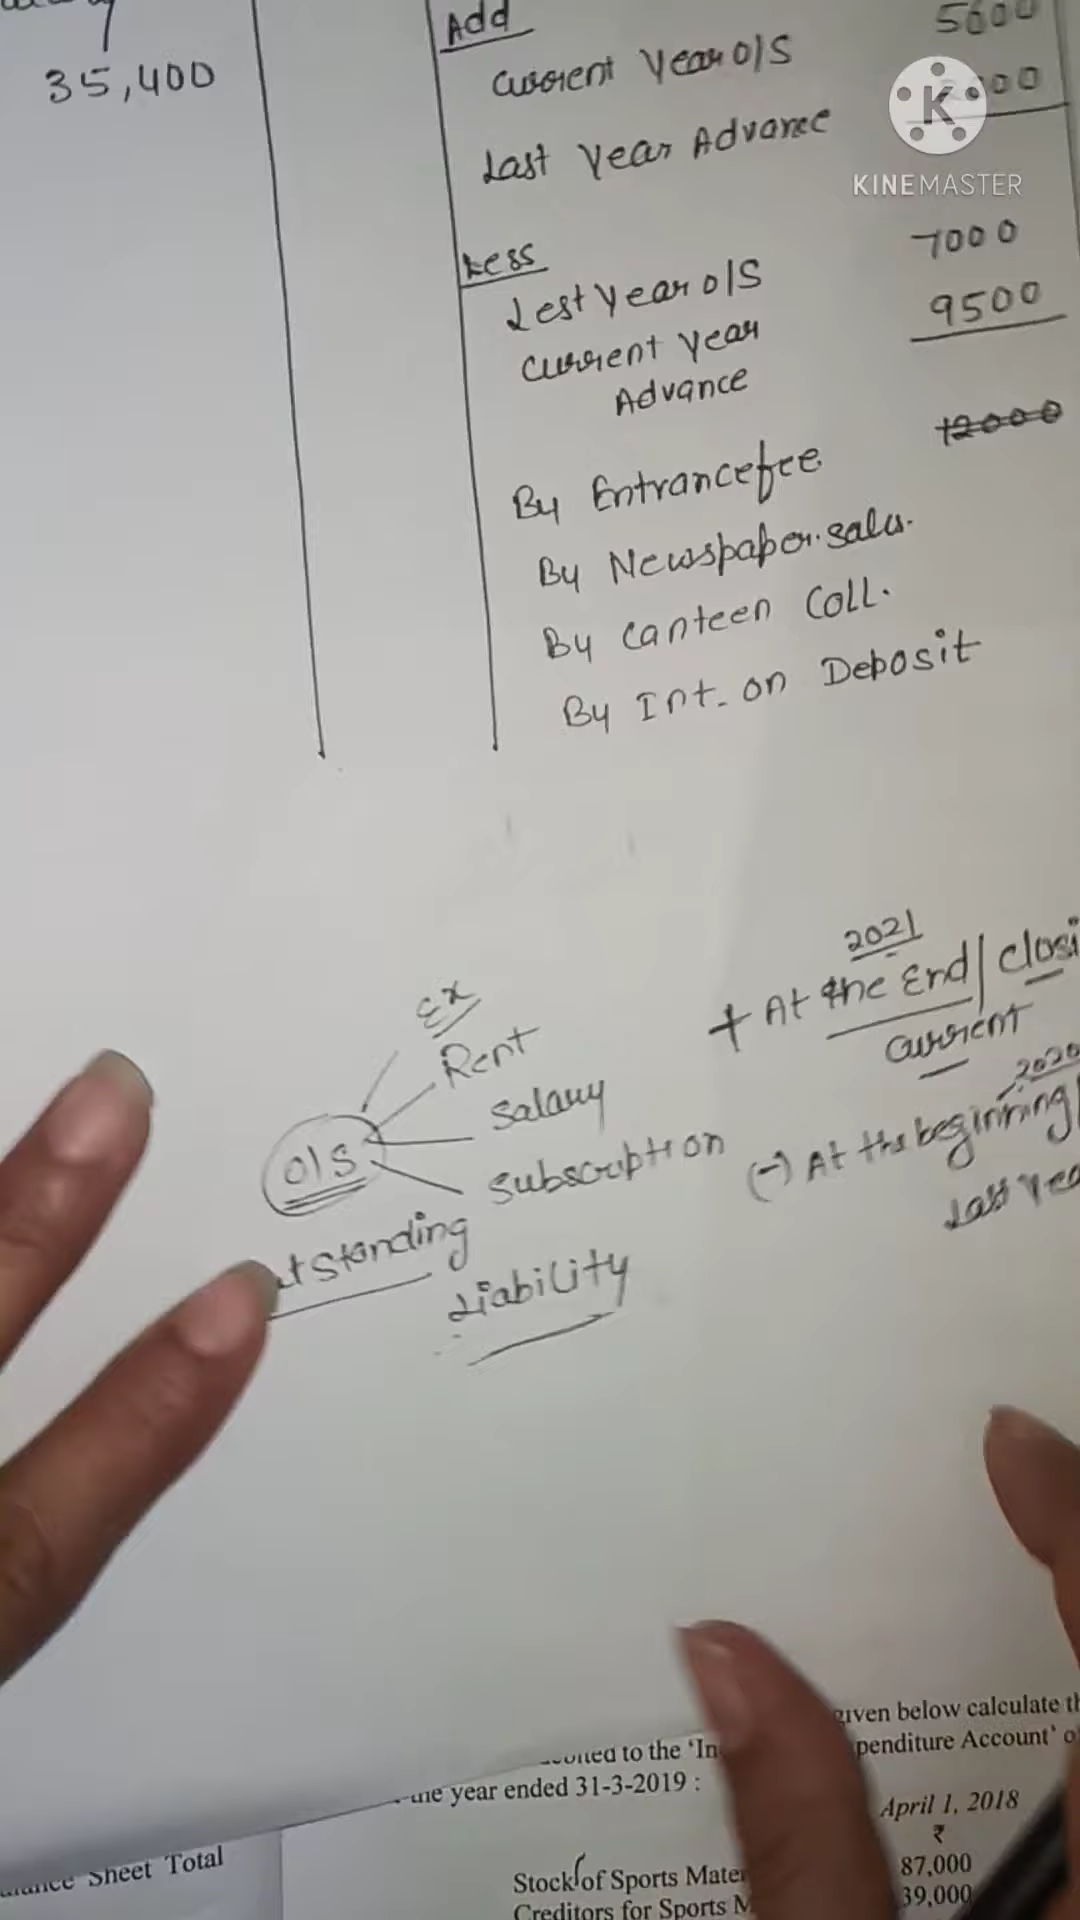 35,400
Add
Current Year O/S 5600
Last Year Advance
KINEMASTER
Less
Lest Year O/S 7000
Current Year 9500
Advance
12000
By Entrancefee
By Newspaper.sale.
By Canteen Coll.
By Int. on Deposit
Ex
Rent
Salary
Subscription
O/S
tstanding
Liability
2021
+ At the End/Closi
Current
2020
(-) At the beginning
Last Yea
given below calculate th
to the 'In penditure Account' o
the year ended 31-3-2019 :
April 1, 2018
₹
Stock of Sports Mate 87,000
Creditors for Sports M 39,000
Sheet Total